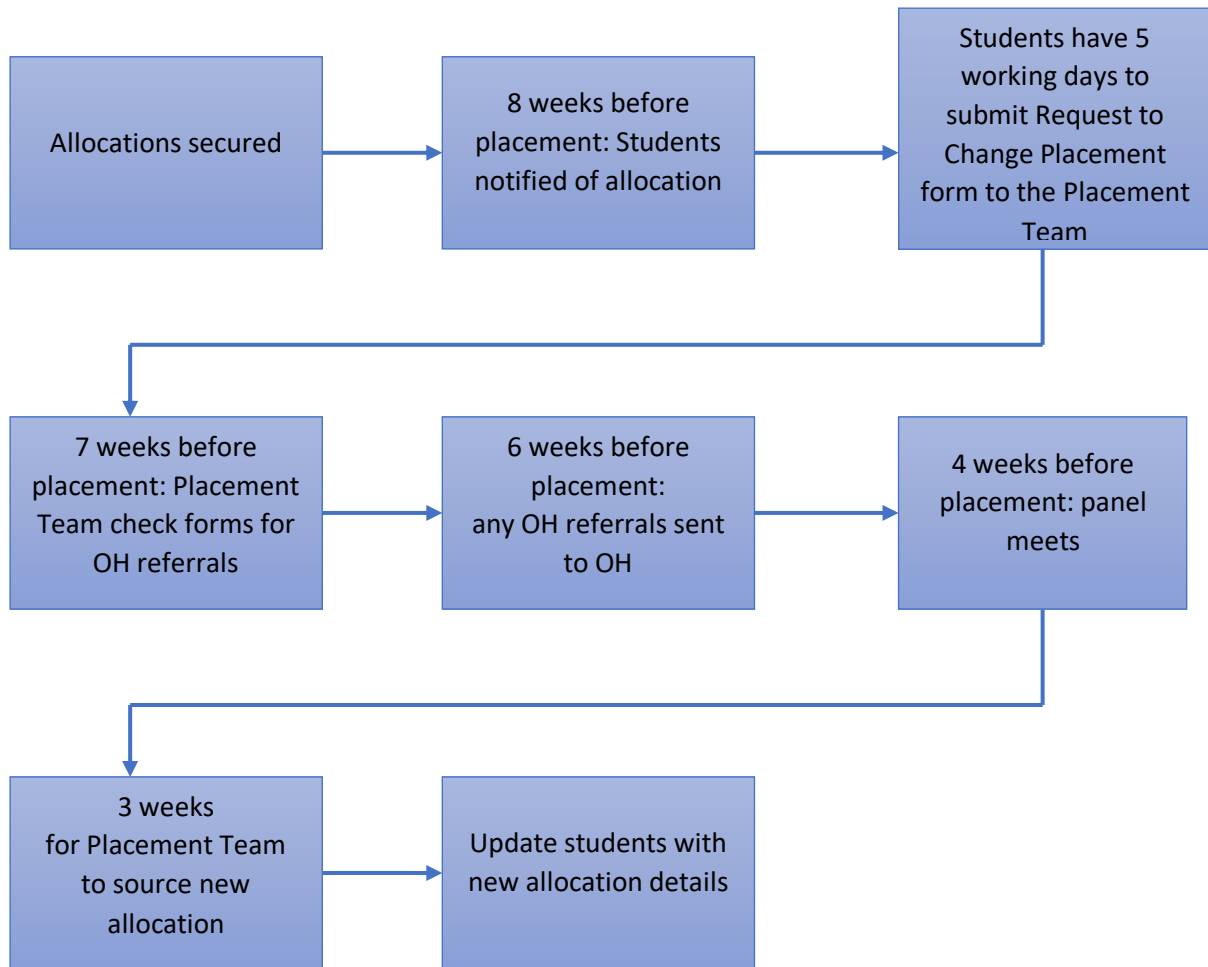 Allocations secured
8 weeks before
placement: Students
notified of allocation
Students have 5
working days to
submit Request to
Change Placement
form to the Placement
Team
7 weeks before
placement: Placement
Team check forms for
OH referrals
6 weeks before
placement:
any OH referrals sent
to OH
4 weeks before
placement: panel
meets
3 weeks
for Placement Team
to source new
allocation
Update students with
new allocation details